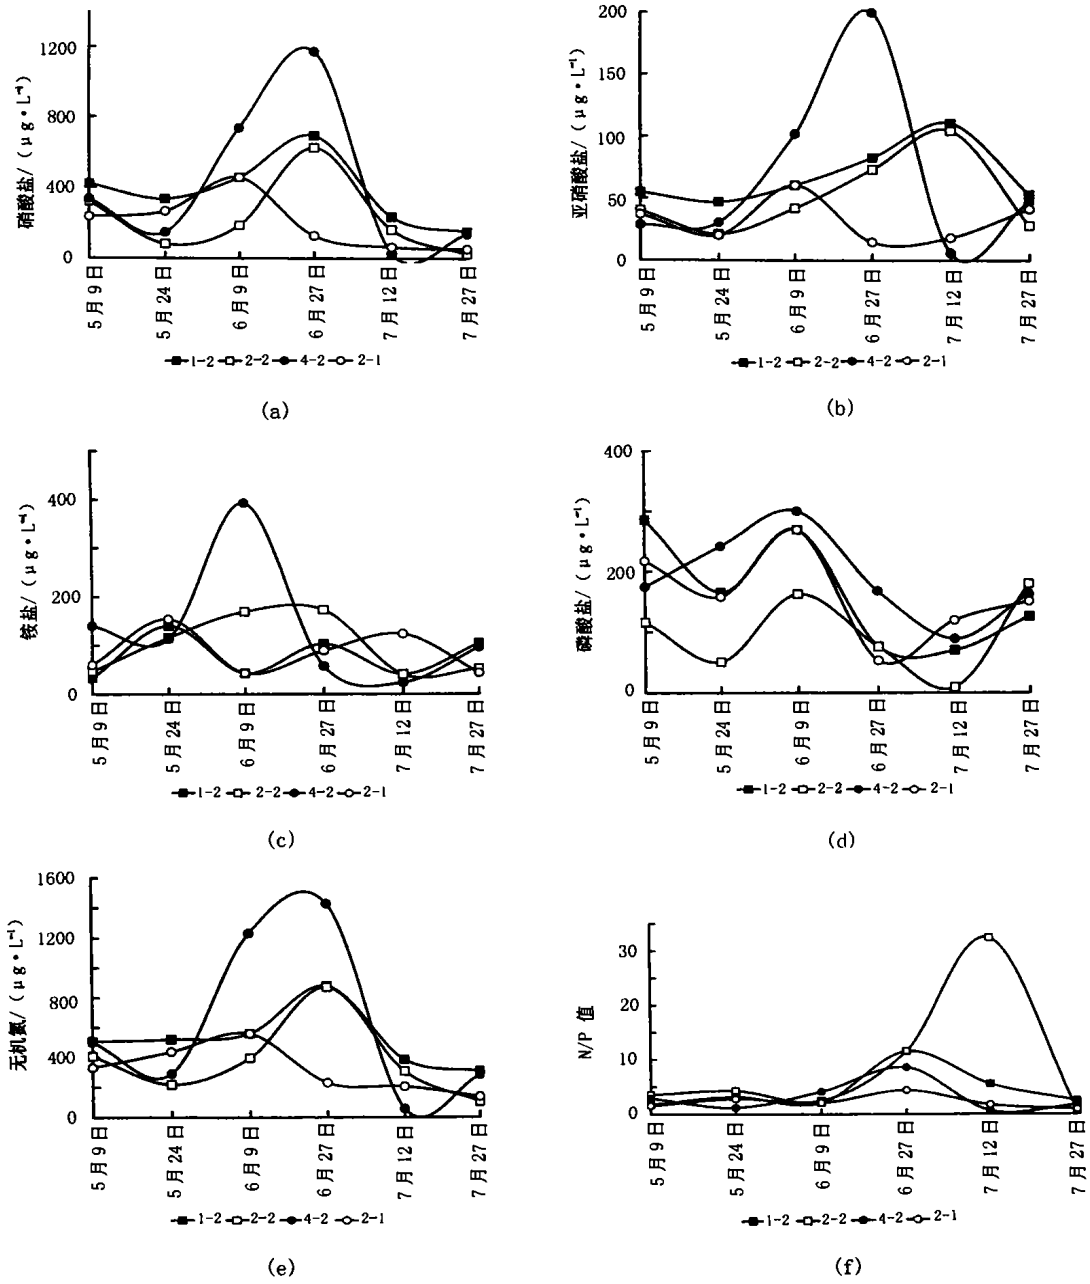 硝酸盐/(μg·L⁻¹)
1200
800
400
0
5月9日
5月24日
6月9日
6月27日
7月12日
7月27日
1-2 2-2 4-2 2-1
(a)
亚硝酸盐/(μg·L⁻¹)
200
150
100
50
0
5月9日
5月24日
6月9日
6月27日
7月12日
7月27日
1-2 2-2 4-2 2-1
(b)
铵盐/(μg·L⁻¹)
400
200
0
5月9日
5月24日
6月9日
6月27日
7月12日
7月27日
1-2 2-2 4-2 2-1
(c)
磷酸盐/(μg·L⁻¹)
400
200
0
5月9日
5月24日
6月9日
6月27日
7月12日
7月27日
1-2 2-2 4-2 2-1
(d)
无机氮/(μg·L⁻¹)
1600
1200
800
400
0
5月9日
5月24日
6月9日
6月27日
7月12日
7月27日
1-2 2-2 4-2 2-1
(e)
N/P 值
30
20
10
0
5月9日
5月24日
6月9日
6月27日
7月12日
7月27日
1-2 2-2 4-2 2-1
(f)